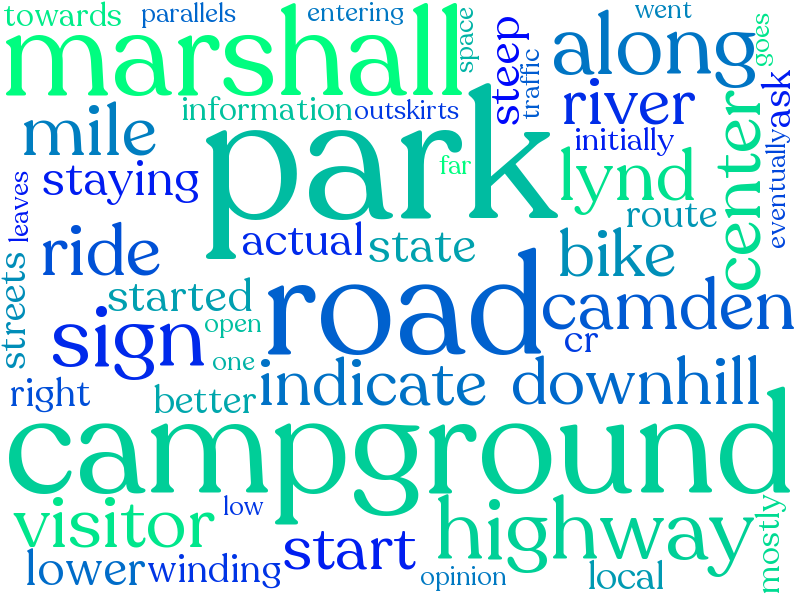 towards
parallels
entering
went
marshall
space
steep
traffic
along
goes
information
outskirts
river
ask
mile
park
initially
center
eventually
far
staying
lynd
leaves
route
actual
state
ride
bike
streets
started
road
camden
sign
open
cr
one
indicate
downhill
right
better
campground
visitor
low
highway
mostly
start
lower
winding
opinion
local